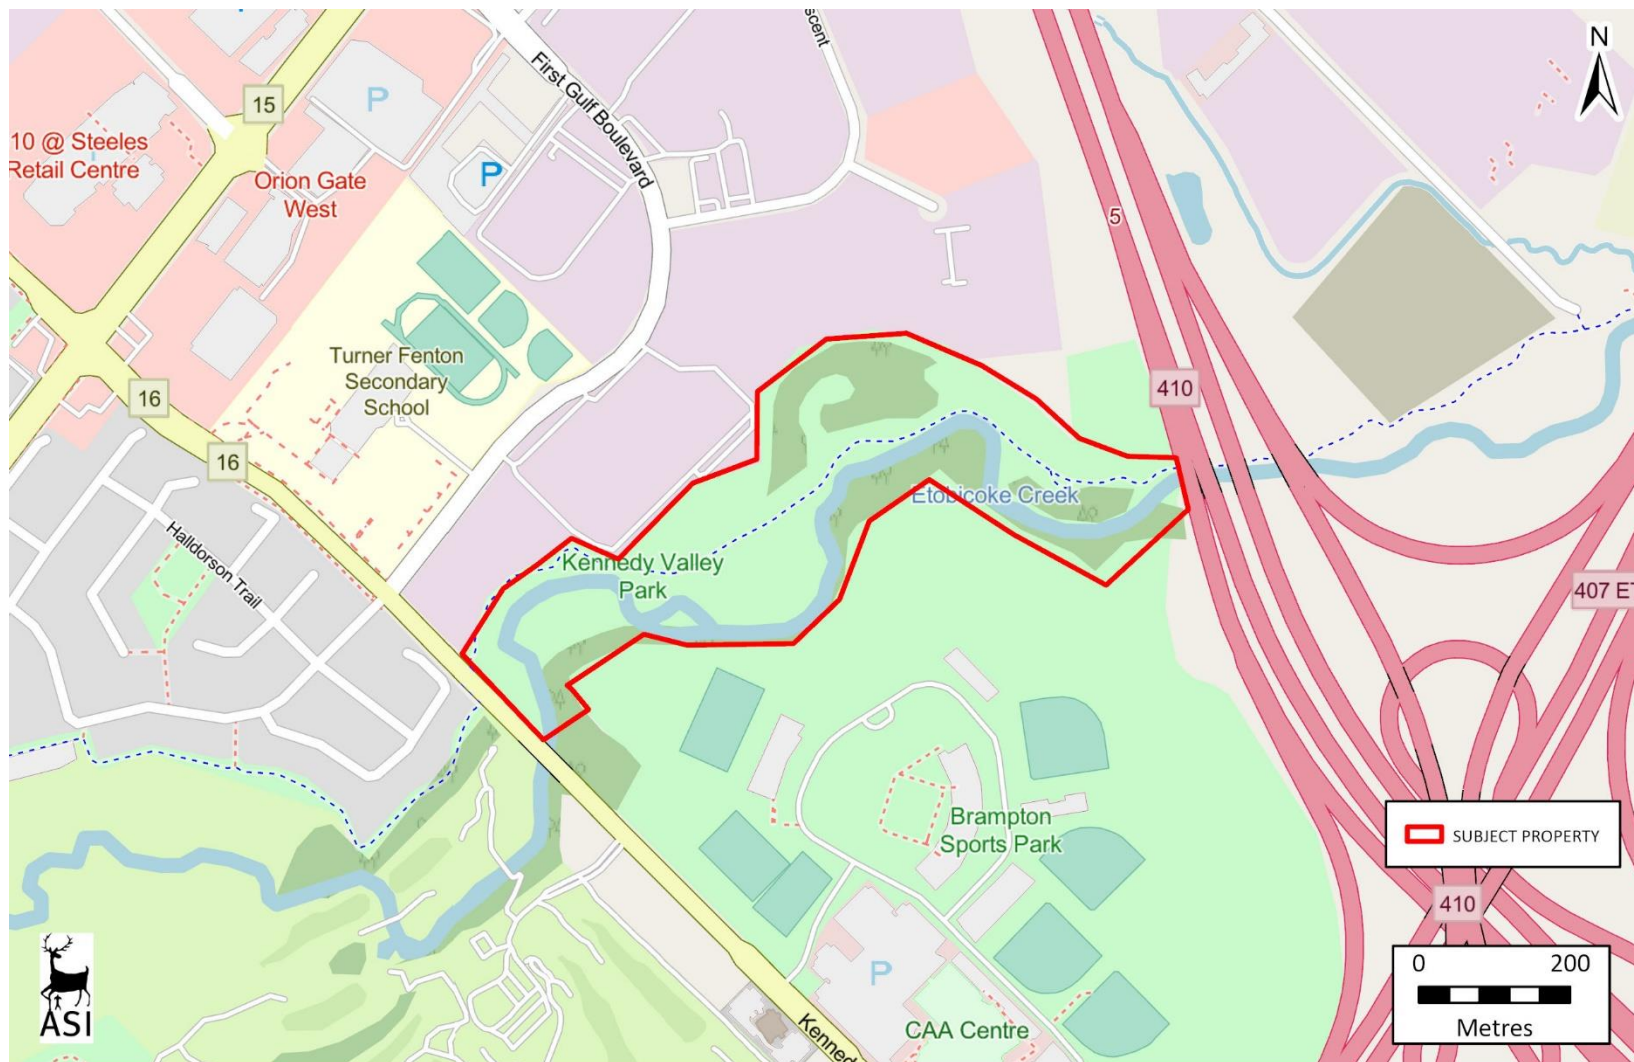 scent
N
First Gulf Boulevard
15
P
10 @ Steeles
Retail Centre
P
Orion Gate
West
5
Turner Fenton
Secondary
School
16
410
16
Etobicoke Creek
Halldorson Trail
Kennedy Valley
Park
407 ET
Brampton
Sports Park
SUBJECT PROPERTY
410
0 200
Metres
P
ASI
CAA Centre
Kenned